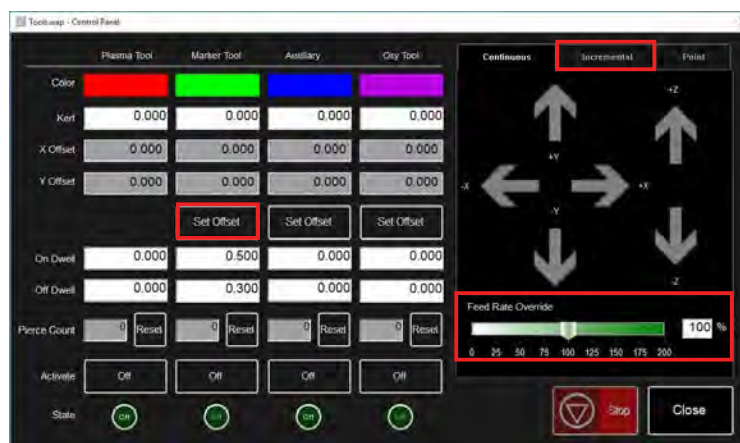 Tools.wsp - Control Panel
Plasma Tool Marker Tool Auxiliary Oxy Tool
Color
Kerf 0.000 0.000 0.000 0.000
X Offset 0.000 0.000 0.000 0.000
Y Offset 0.000 0.000 0.000 0.000
Set Offset Set Offset Set Offset
On Dwell 0.000 0.500 0.000 0.000
Off Dwell 0.000 0.300 0.000 0.000
Pierce Count 0 Reset 0 Reset 0 Reset 0 Reset
Activate Off Off Off Off
State Off Off Off Off
Continuous Incremental Point
+Z
+Y
-X +X
-Y
-Z
Feed Rate Override
100 %
0 25 50 75 100 125 150 175 200
Stop Close